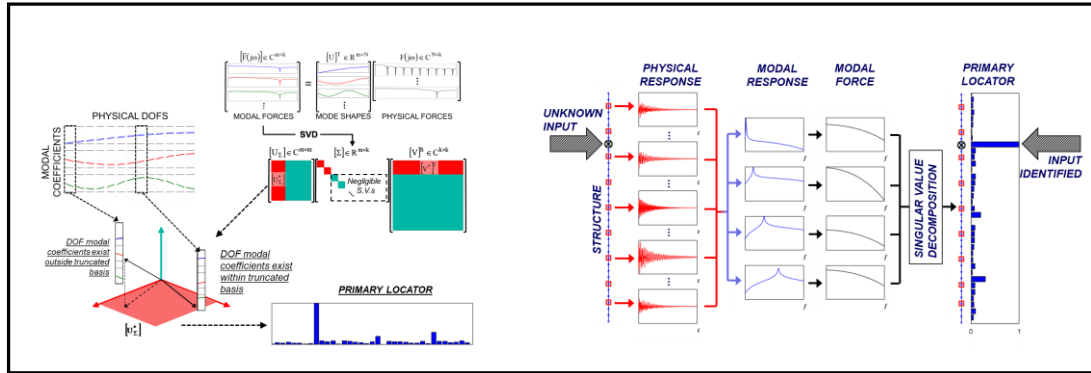 [F̄(jω)]∈C^{m×k}
[U]^T ∈ R^{m×N}
F(jω)∈C^{N×k}
=
MODAL FORCES
MODE SHAPES
PHYSICAL FORCES
SVD
[U_Σ]∈C^{m×m}
[Σ]∈R^{m×k}
[V]^h ∈C^{k×k}
Negligible
S.V.s
PHYSICAL DOFS
MODAL
COEFFICIENTS
DOF modal
coefficients exist
outside truncated
basis
DOF modal
coefficients exist
within truncated
basis
PRIMARY LOCATOR
PHYSICAL
RESPONSE
MODAL
RESPONSE
MODAL
FORCE
PRIMARY
LOCATOR
UNKNOWN
INPUT
STRUCTURE
SINGULAR VALUE
DECOMPOSITION
INPUT
IDENTIFIED
f
f
f
f
f
f
f
f
0
1